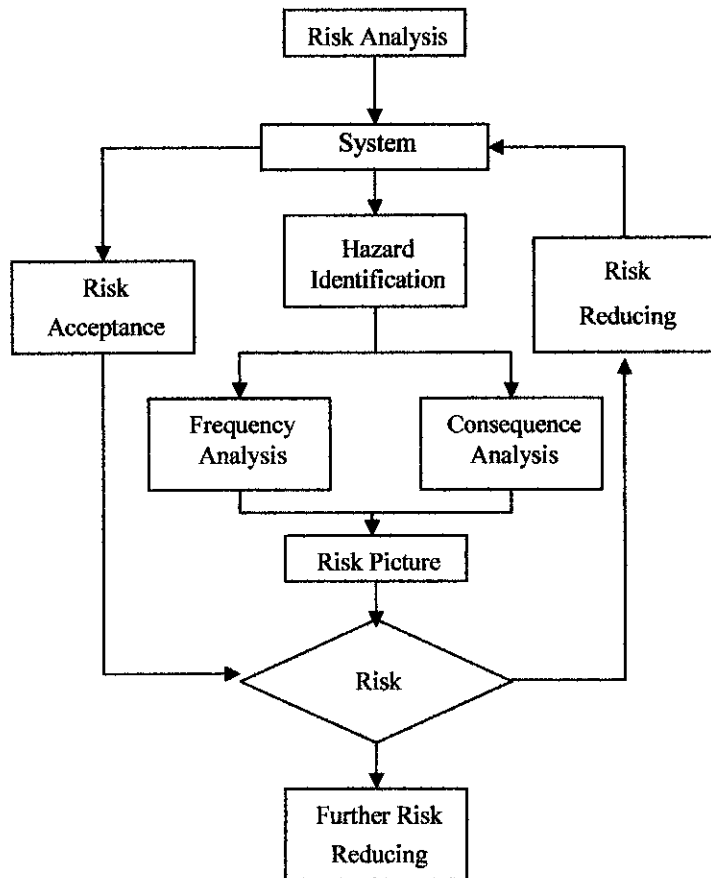 Risk Analysis
System
Hazard
Identification
Risk
Acceptance
Risk
Reducing
Frequency
Analysis
Consequence
Analysis
Risk Picture
Risk
Further Risk
Reducing